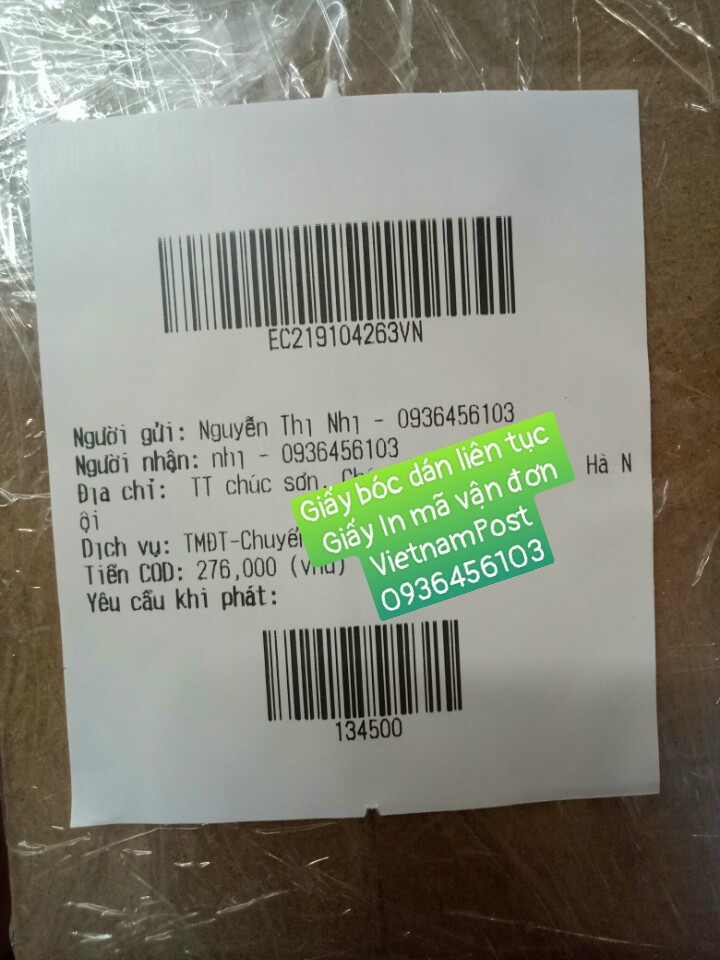 EC219104263VN
Người gửi: Nguyễn Thị Nhị - 0936456103
Người nhận: nhị - 0936456103
Địa chỉ: TT chúc sơn, Hà N
ội
Dịch vụ: TMĐT-Chuyển
Tiền COD: 276,000 (vnd)
Yêu cầu khi phát:
Giấy bóc dán liên tục
Giấy In mã vận đơn
VietnamPost
0936456103
134500